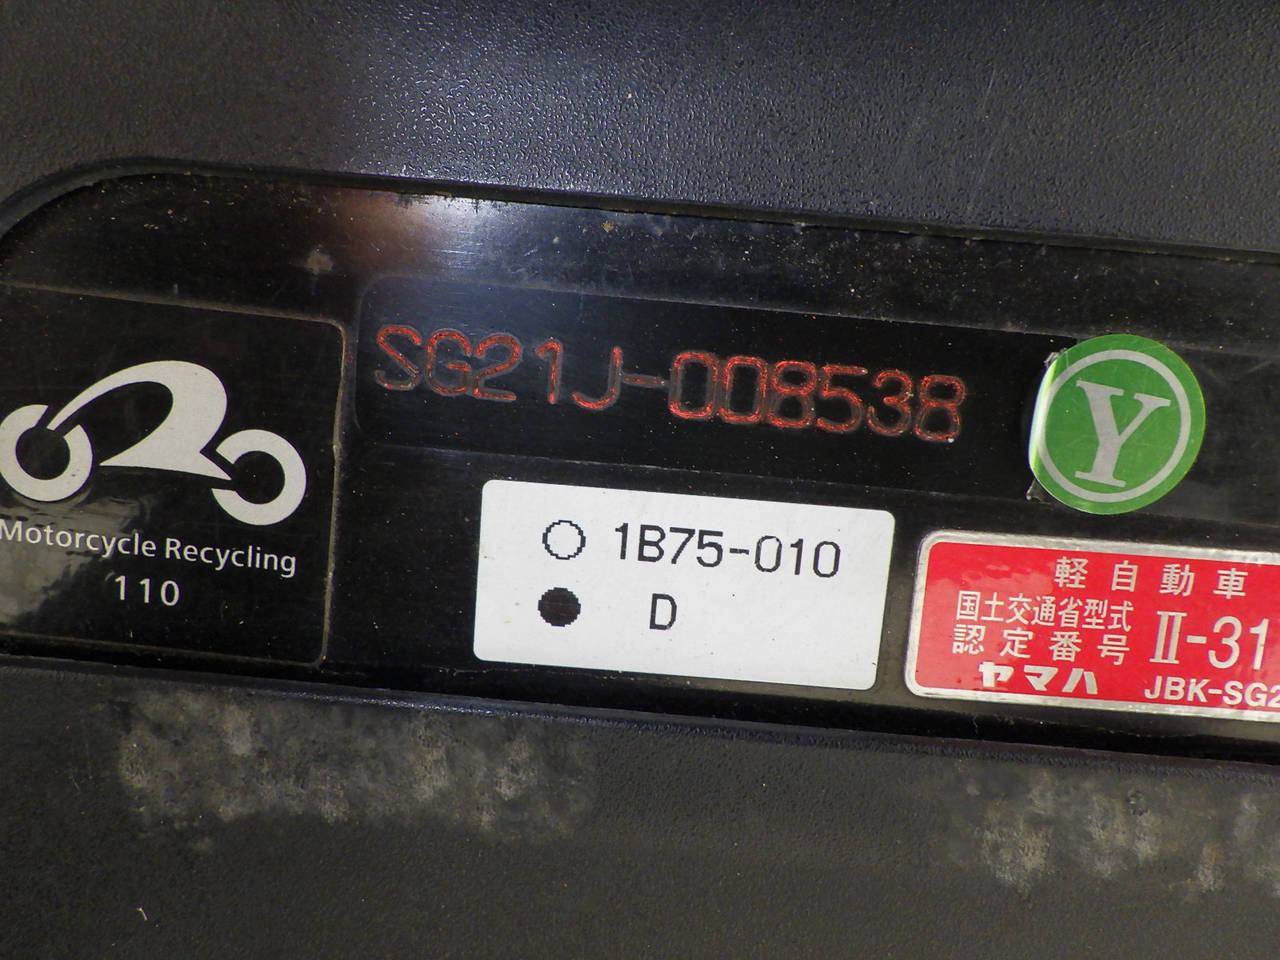 SG21J-008538
Y
Motorcycle Recycling
110
○ 1B75-010
● D
軽自動車
国土交通省型式
認定番号 II-31
ヤマハ JBK-SG2